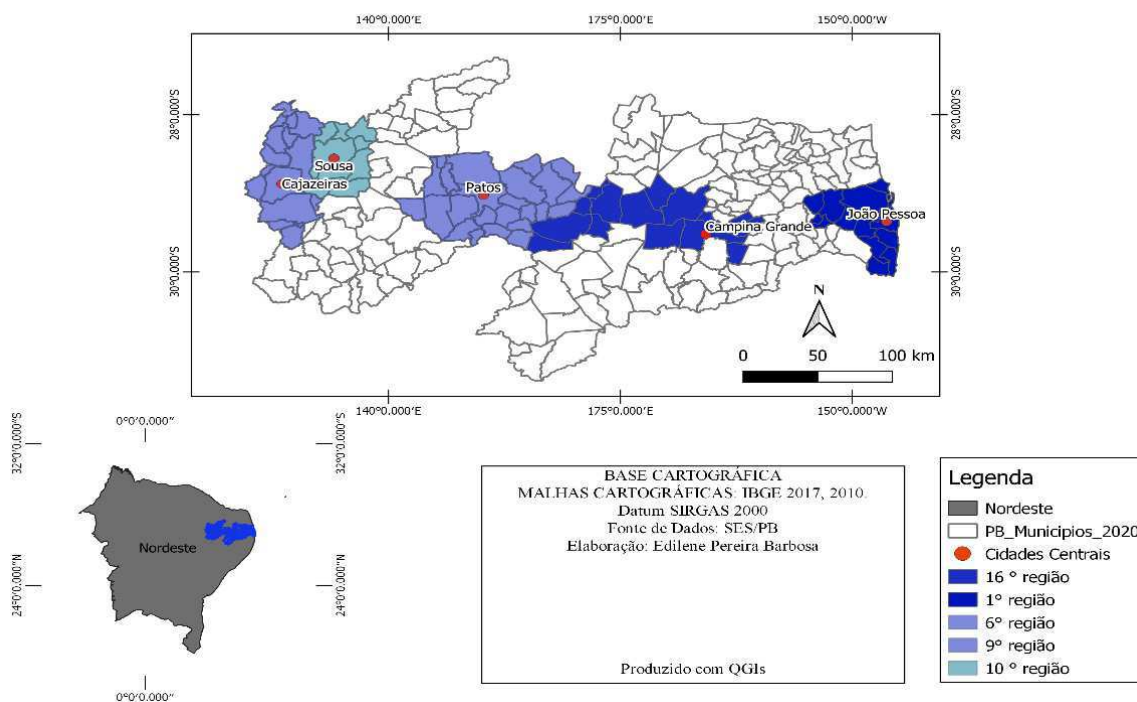 140°0.000'E
175°0.000'E
150°0.000'W
28°0.000'S
28°0.000'S
Sousa
Cajazeiras
Patos
João Pessoa
Campina Grande
30°0.000'S
30°0.000'S
N
0
50
100 km
140°0.000'E
175°0.000'E
150°0.000'W
0°0'0.000"
32°0'0.000"S
32°0'0.000"S
Nordeste
24°0'0.000"N
24°0'0.000"N
0°0'0.000"
BASE CARTOGRÁFICA
MALHAS CARTOGRÁFICAS: IBGE 2017, 2010.
Datum SIRGAS 2000
Fonte de Dados: SES/PB
Elaboração: Edilene Pereira Barbosa
Produzido com QGIs
Legenda
Nordeste
PB_Municipios_2020
Cidades Centrais
16 ° região
1° região
6° região
9° região
10 ° região